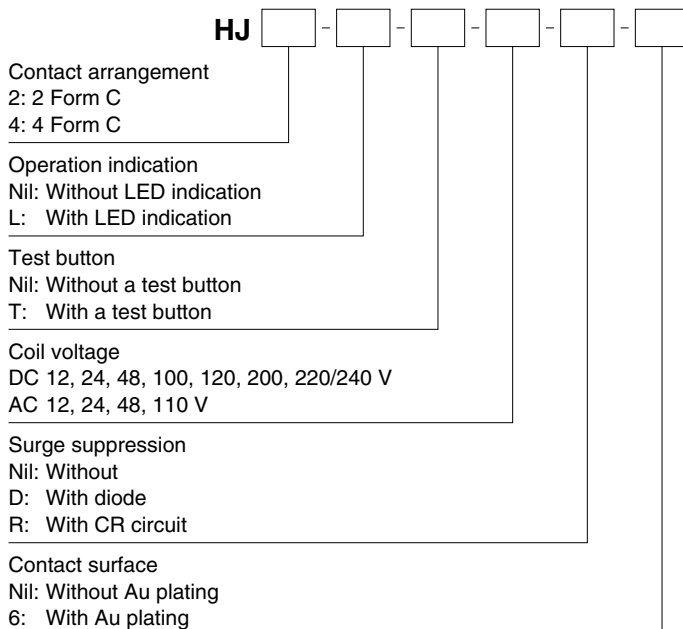 HJ - - - - -
Contact arrangement
2: 2 Form C
4: 4 Form C
Operation indication
Nil: Without LED indication
L: With LED indication
Test button
Nil: Without a test button
T: With a test button
Coil voltage
DC 12, 24, 48, 100, 120, 200, 220/240 V
AC 12, 24, 48, 110 V
Surge suppression
Nil: Without
D: With diode
R: With CR circuit
Contact surface
Nil: Without Au plating
6: With Au plating